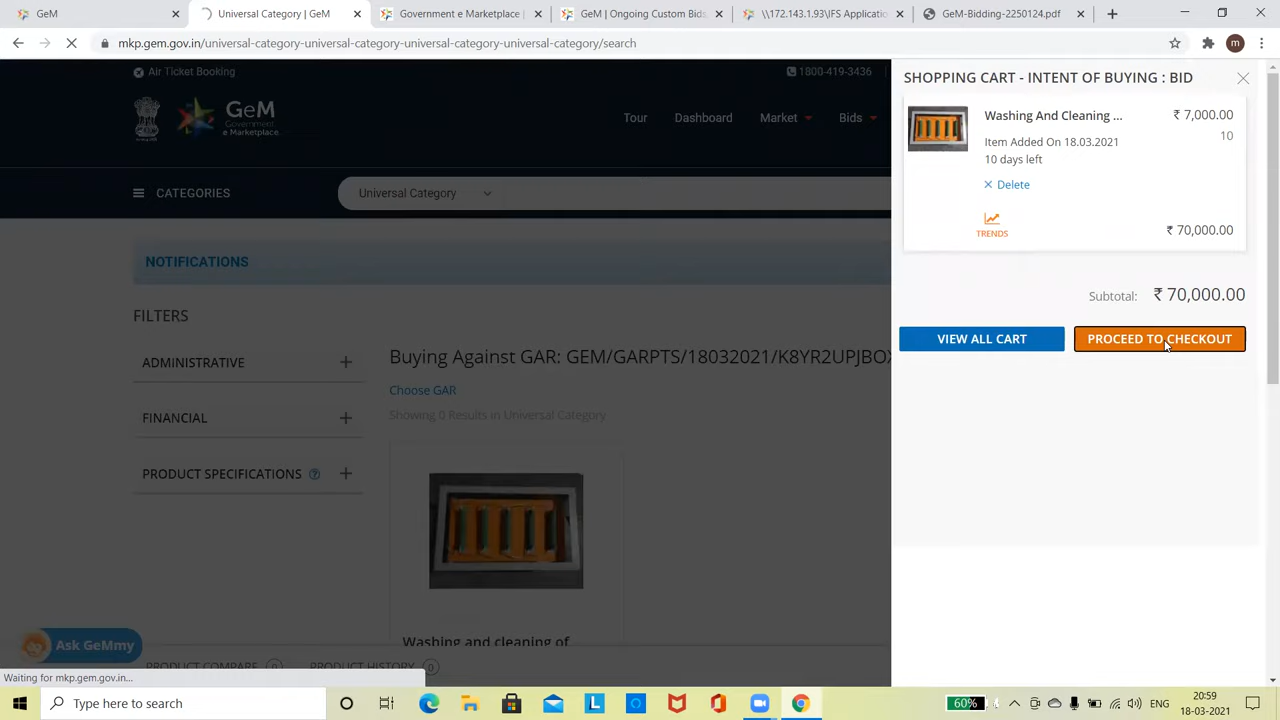 GeM
Universal Category | GeM
Government e Marketplace |
GeM | Ongoing Custom Bids,
\\172.143.1.93\FS Applicatio
GeM-Bidding-2250124.pdf
mkp.gem.gov.in/universal-category-universal-category-universal-category/search
m
Air Ticket Booking
1800-419-3436
GeM
Government
e Marketplace
Tour
Dashboard
Market
Bids
CATEGORIES
Universal Category
NOTIFICATIONS
FILTERS
ADMINISTRATIVE
FINANCIAL
PRODUCT SPECIFICATIONS
Buying Against GAR: GEM/GARPTS/18032021/K8YR2UPJBOX
Choose GAR
Showing 0 Results in Universal Category
Washing and cleaning of
SHOPPING CART - INTENT OF BUYING : BID
Washing And Cleaning ...
₹ 7,000.00
10
Item Added On 18.03.2021
10 days left
Delete
TRENDS
₹ 70,000.00
Subtotal: ₹ 70,000.00
VIEW ALL CART
PROCEED TO CHECKOUT
Ask GeMmy
PRODUCT COMPARE 0
PRODUCT HISTORY 0
Waiting for mkp.gem.gov.in...
Type here to search
60%
ENG
20:59
18-03-2021